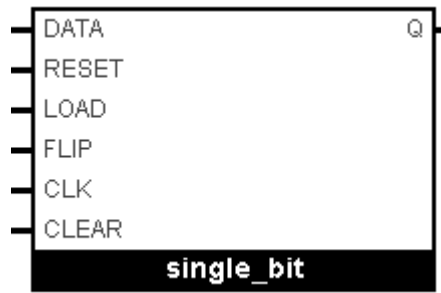 DATA Q
RESET
LOAD
FLIP
CLK
CLEAR
single_bit